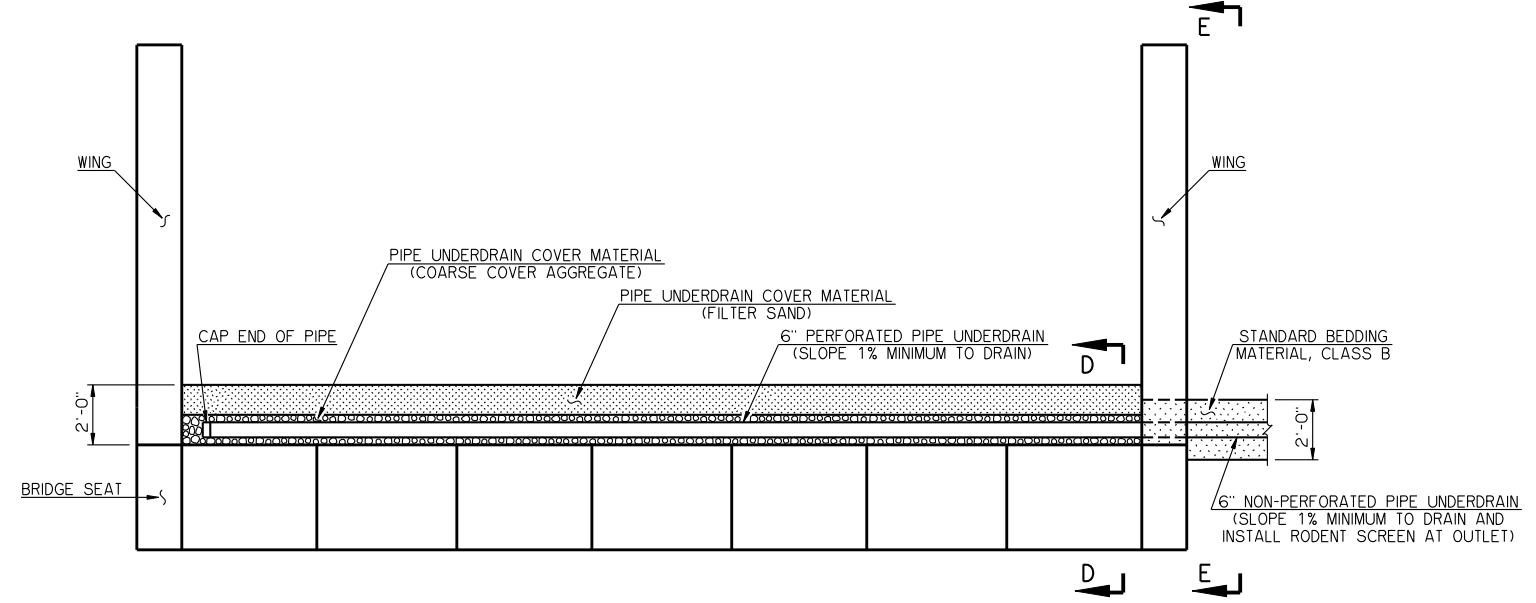 E
WING
WING
PIPE UNDERDRAIN COVER MATERIAL
(COARSE COVER AGGREGATE)
PIPE UNDERDRAIN COVER MATERIAL
(FILTER SAND)
CAP END OF PIPE
6" PERFORATED PIPE UNDERDRAIN
(SLOPE 1% MINIMUM TO DRAIN)
D
STANDARD BEDDING
MATERIAL, CLASS B
2'-0"
2'-0"
BRIDGE SEAT
6" NON-PERFORATED PIPE UNDERDRAIN
(SLOPE 1% MINIMUM TO DRAIN AND
INSTALL RODENT SCREEN AT OUTLET)
D
E